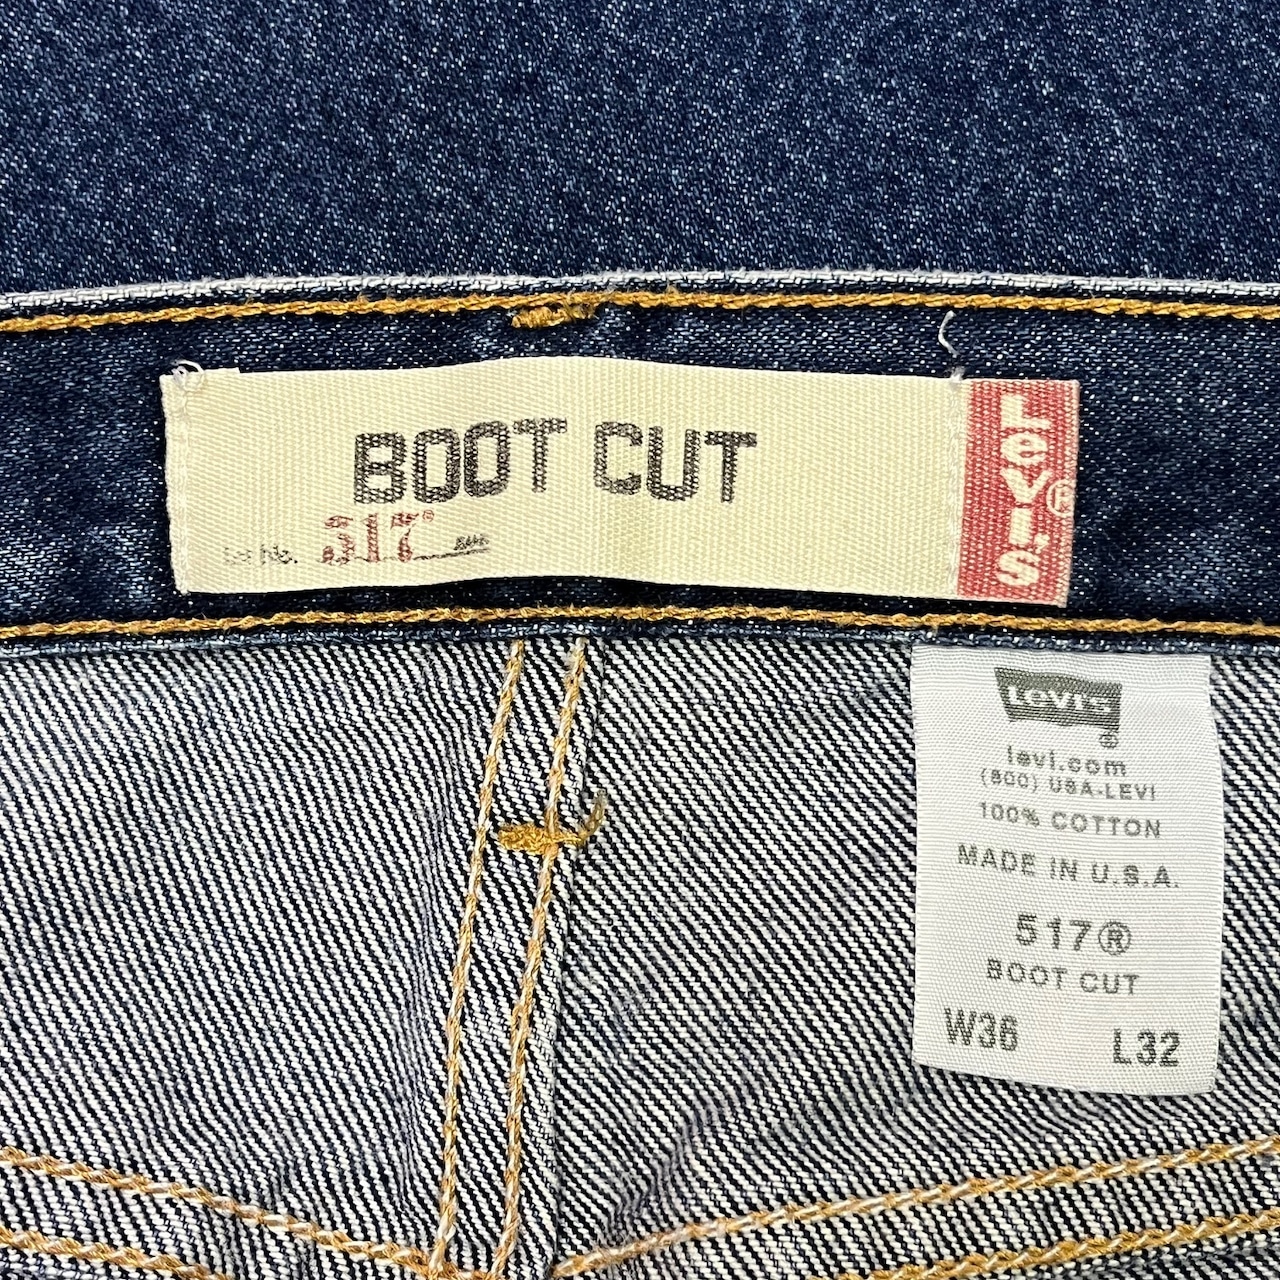 BOOT CUT
Lot No. 517®
LEVI'S®
LEVI'S®
levi.com
(800) USA-LEVI
100% COTTON
MADE IN U.S.A.
517®
BOOT CUT
W36 L32